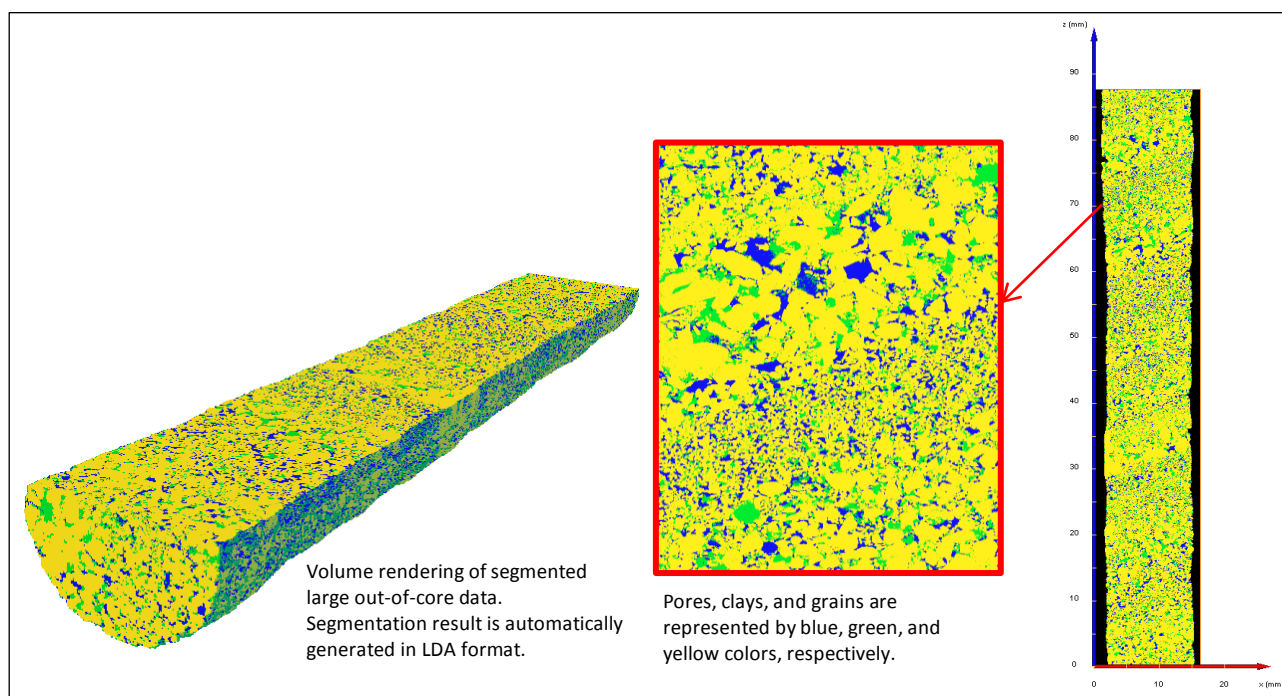 Volume rendering of segmented
large out-of-core data.
Segmentation result is automatically
generated in LDA format.
Pores, clays, and grains are
represented by blue, green, and
yellow colors, respectively.
z (mm)
90
80
70
60
50
40
30
20
10
0
0 10 20 x (mm